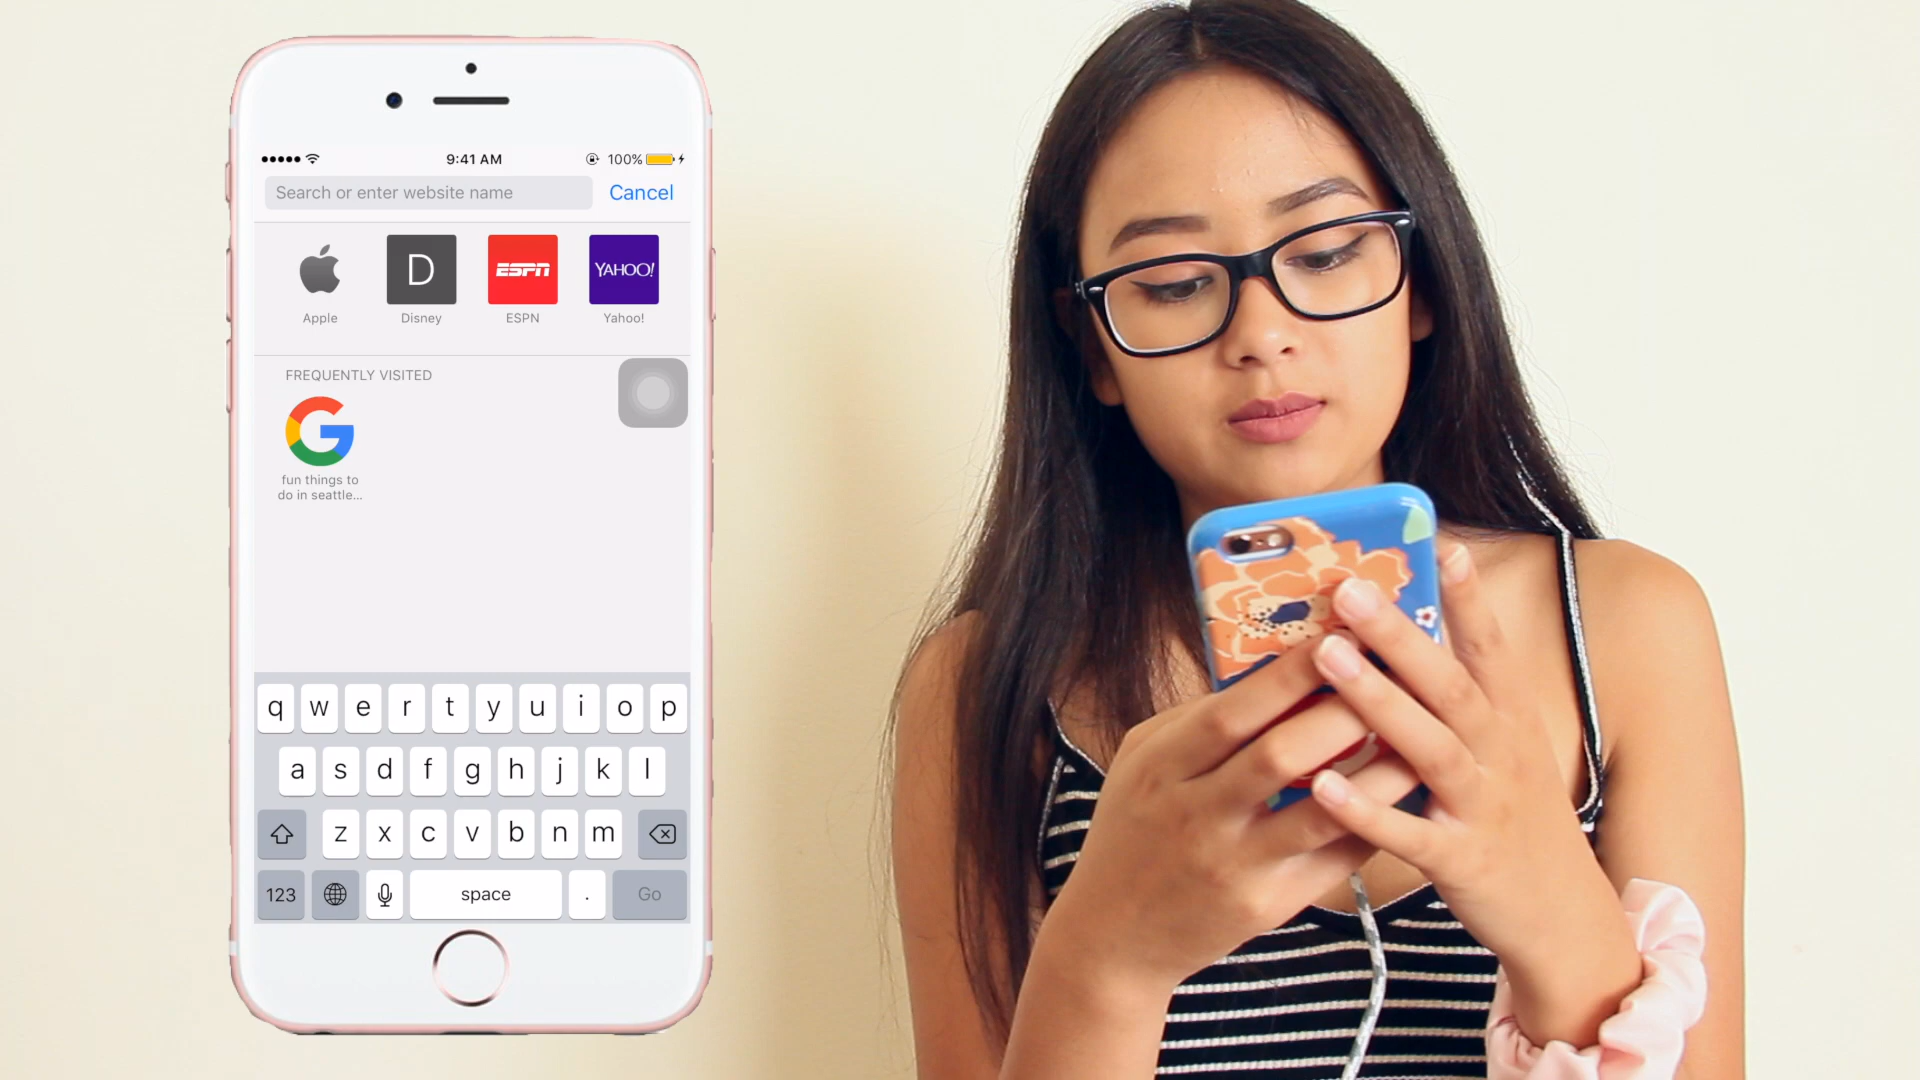 9:41 AM
100%
Search or enter website name
Cancel
D
ESPN
YAHOO!
Apple
Disney
ESPN
Yahoo!
FREQUENTLY VISITED
G
fun things to
do in seattle...
q w e r t y u i o p
a s d f g h j k l
z x c v b n m
123
space
.
Go